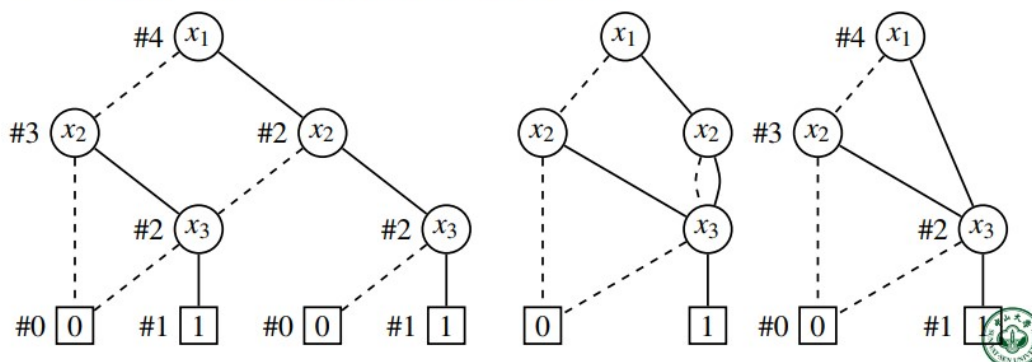 #4 x1 x1 #4 x1
#3 x2 #2 x2 x2 x2 #3 x2
#2 x3 #2 x3 x3 #2 x3
#0 0 #1 1 #0 0 #1 1 0 1 #0 0 #1 1